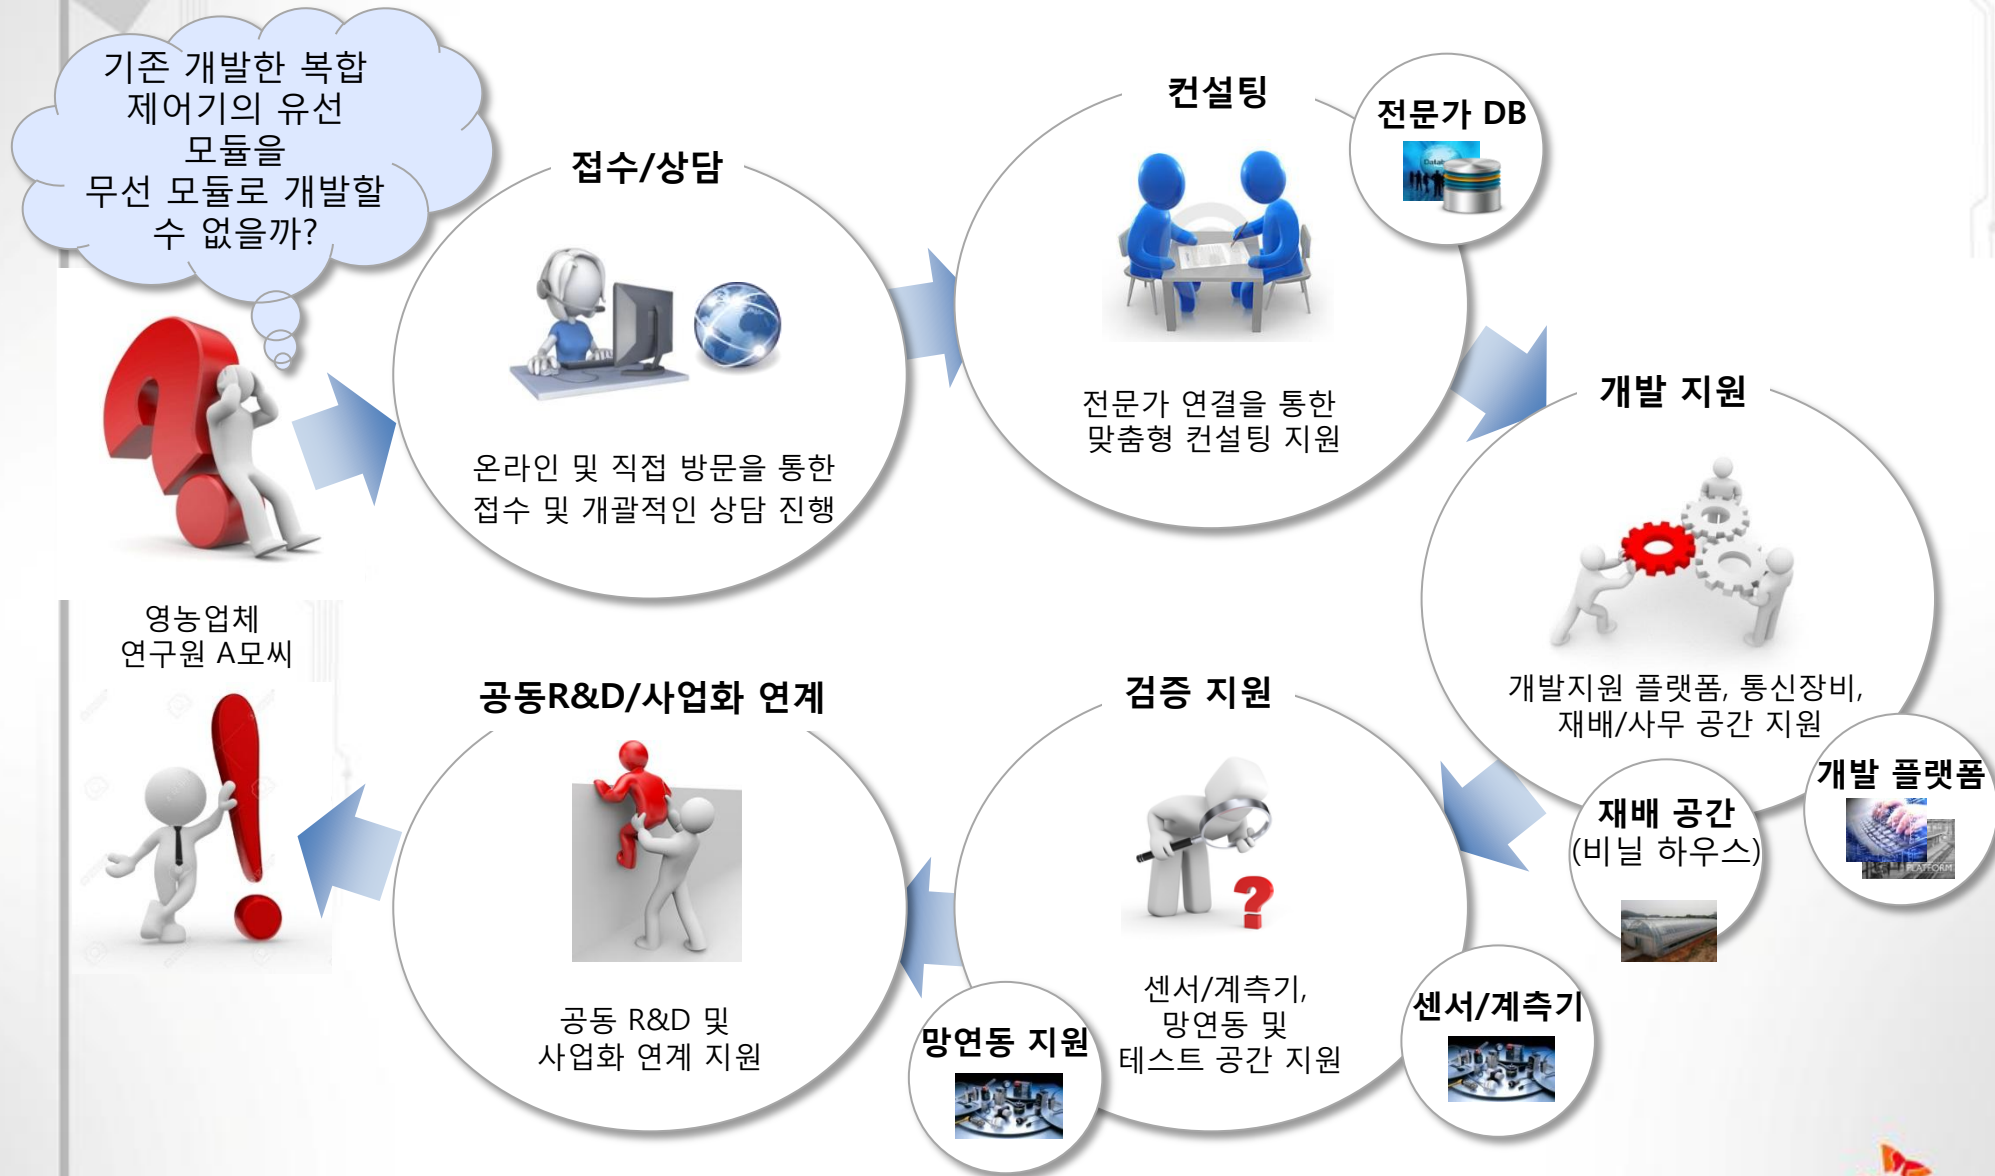 기존 개발한 복합
제어기의 유선
모듈을
무선 모듈로 개발할
수 없을까?
영농업체
연구원 A모씨
접수/상담
온라인 및 직접 방문을 통한
접수 및 개괄적인 상담 진행
컨설팅
전문가 DB
전문가 연결을 통한
맞춤형 컨설팅 지원
개발 지원
개발지원 플랫폼, 통신장비,
재배/사무 공간 지원
개발 플랫폼
PLATFORM
재배 공간
(비닐 하우스)
검증 지원
센서/계측기,
망연동 및
테스트 공간 지원
센서/계측기
망연동 지원
공동R&D/사업화 연계
공동 R&D 및
사업화 연계 지원